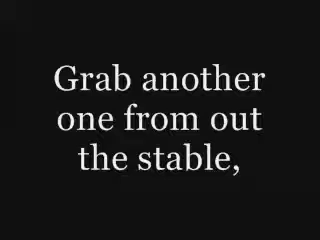 Grab another
one from out
the stable,